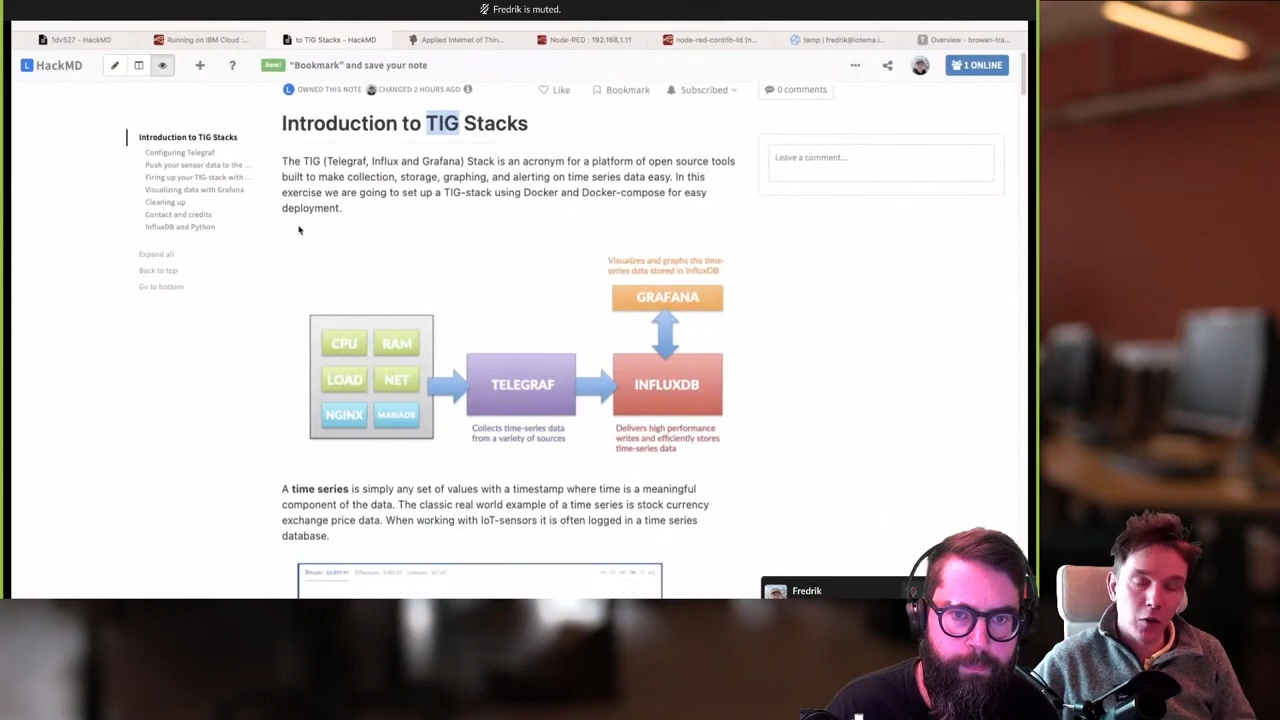 Fredrik is muted.
1dv527 - HackMD
Running on IBM Cloud :...
to TIG Stacks - HackMD
Applied Internet of Thin...
Node-RED : 192.168.1.11
node-red-contrib-td (n...
temp | fredrik@iotema.i...
Overview - browan-tra...
HackMD
New!
"Bookmark" and save your note
1 ONLINE
OWNED THIS NOTE
CHANGED 2 HOURS AGO
Like
Bookmark
Subscribed
0 comments
Leave a comment...
Introduction to TIG Stacks
Configuring Telegraf
Push your sensor data to the ...
Firing up your TIG-stack with ...
Visualizing data with Grafana
Cleaning up
Contact and credits
InfluxDB and Python
Expand all
Back to top
Go to bottom
Introduction to TIG Stacks
The TIG (Telegraf, Influx and Grafana) Stack is an acronym for a platform of open source tools
built to make collection, storage, graphing, and alerting on time series data easy. In this
exercise we are going to set up a TIG-stack using Docker and Docker-compose for easy
deployment.
Visualizes and graphs the time-
series data stored in InfluxDB
GRAFANA
CPU
RAM
LOAD
NET
NGINX
MARIADB
TELEGRAF
INFLUXDB
Collects time-series data
from a variety of sources
Delivers high performance
writes and efficiently stores
time-series data
A time series is simply any set of values with a timestamp where time is a meaningful
component of the data. The classic real world example of a time series is stock currency
exchange price data. When working with IoT-sensors it is often logged in a time series
database.
Fredrik